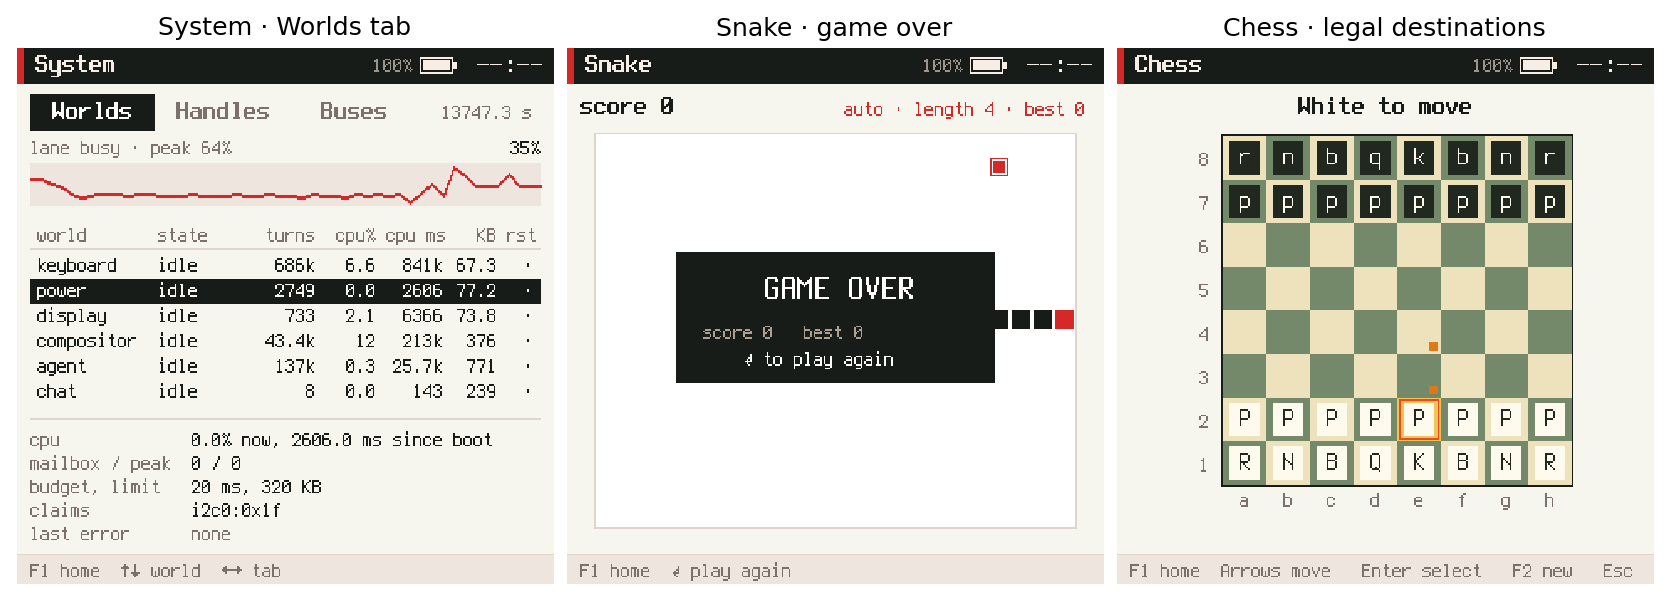 System · Worlds tab
System 100% --:--
Worlds Handles Buses 13747.3 s
lane busy · peak 64% 35%
world state turns cpu% cpu ms KB rst
keyboard idle 686k 6.6 841k 67.3 ·
power idle 2749 0.0 2606 77.2 ·
display idle 733 2.1 6366 73.8 ·
compositor idle 43.4k 12 213k 376 ·
agent idle 137k 0.3 25.7k 771 ·
chat idle 8 0.0 143 239 ·
cpu 0.0% now, 2606.0 ms since boot
mailbox / peak 0 / 0
budget, limit 20 ms, 320 KB
claims i2c0:0x1f
last error none
F1 home ↑↓ world ↔ tab
Snake · game over
Snake 100% --:--
score 0 auto · length 4 · best 0
GAME OVER
score 0 best 0
↲ to play again
F1 home ↲ play again
Chess · legal destinations
Chess 100% --:--
White to move
8 r n b q k b n r
7 p p p p p p p p
6
5
4
3
2 P P P P P P P P
1 R N B Q K B N R
a b c d e f g h
F1 home Arrows move Enter select F2 new Esc